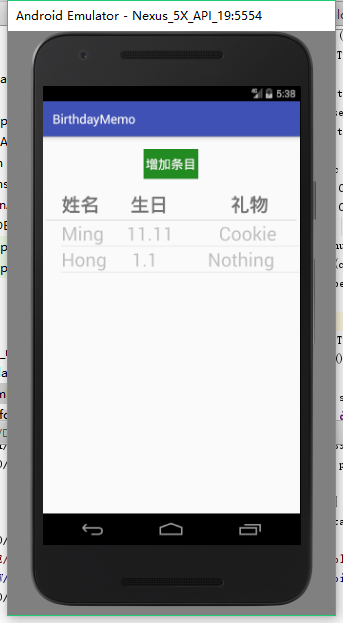 Android Emulator - Nexus_5X_API_19:5554
5:38
BirthdayMemo
增加条目
姓名 生日 礼物
Ming 11.11 Cookie
Hong 1.1 Nothing